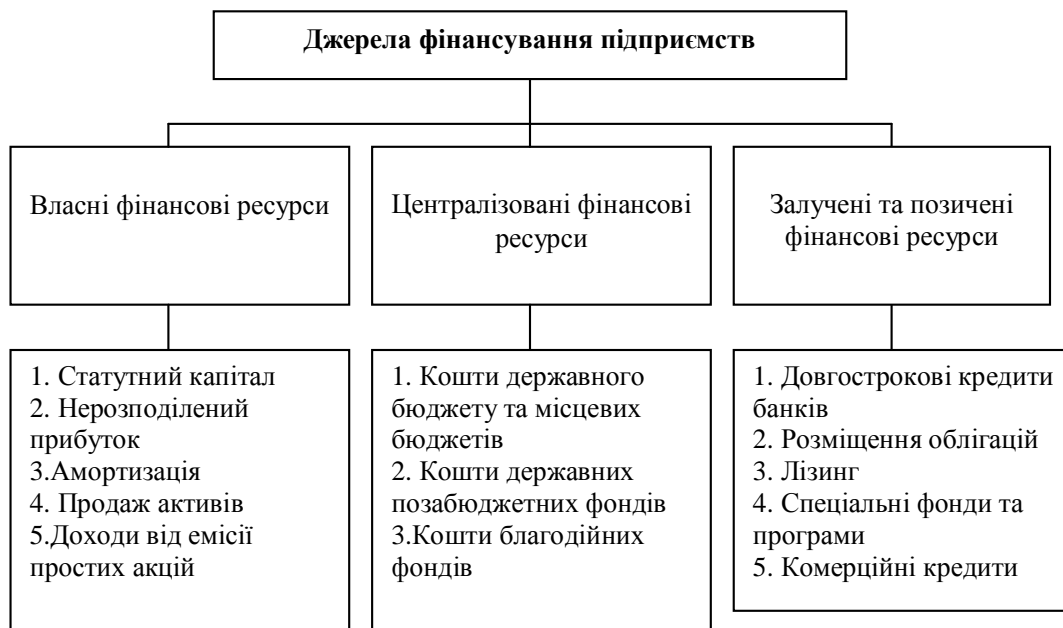 Джерела фінансування підприємств
Власні фінансові ресурси
Централізовані фінансові
ресурси
Залучені та позичені
фінансові ресурси
1. Статутний капітал
2. Нерозподілений
прибуток
3.Амортизація
4. Продаж активів
5.Доходи від емісії
простих акцій
1. Кошти державного
бюджету та місцевих
бюджетів
2. Кошти державних
позабюджетних фондів
3.Кошти благодійних
фондів
1. Довгострокові кредити
банків
2. Розміщення облігацій
3. Лізинг
4. Спеціальні фонди та
програми
5. Комерційні кредити